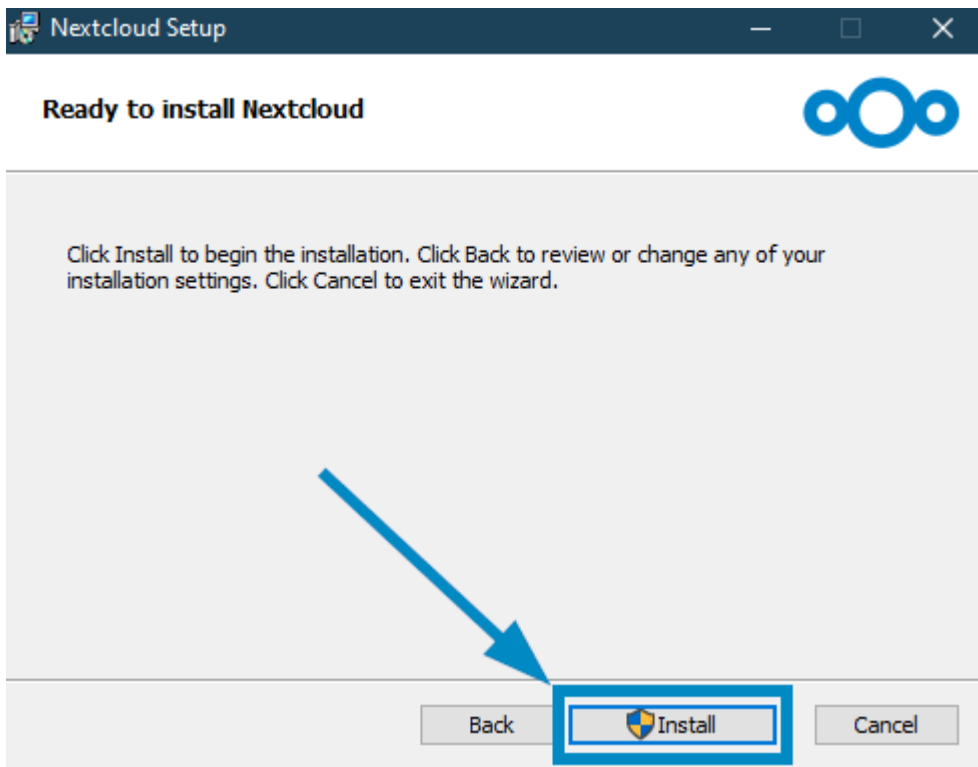 Nextcloud Setup
Ready to install Nextcloud
Click Install to begin the installation. Click Back to review or change any of your
installation settings. Click Cancel to exit the wizard.
Back Install Cancel